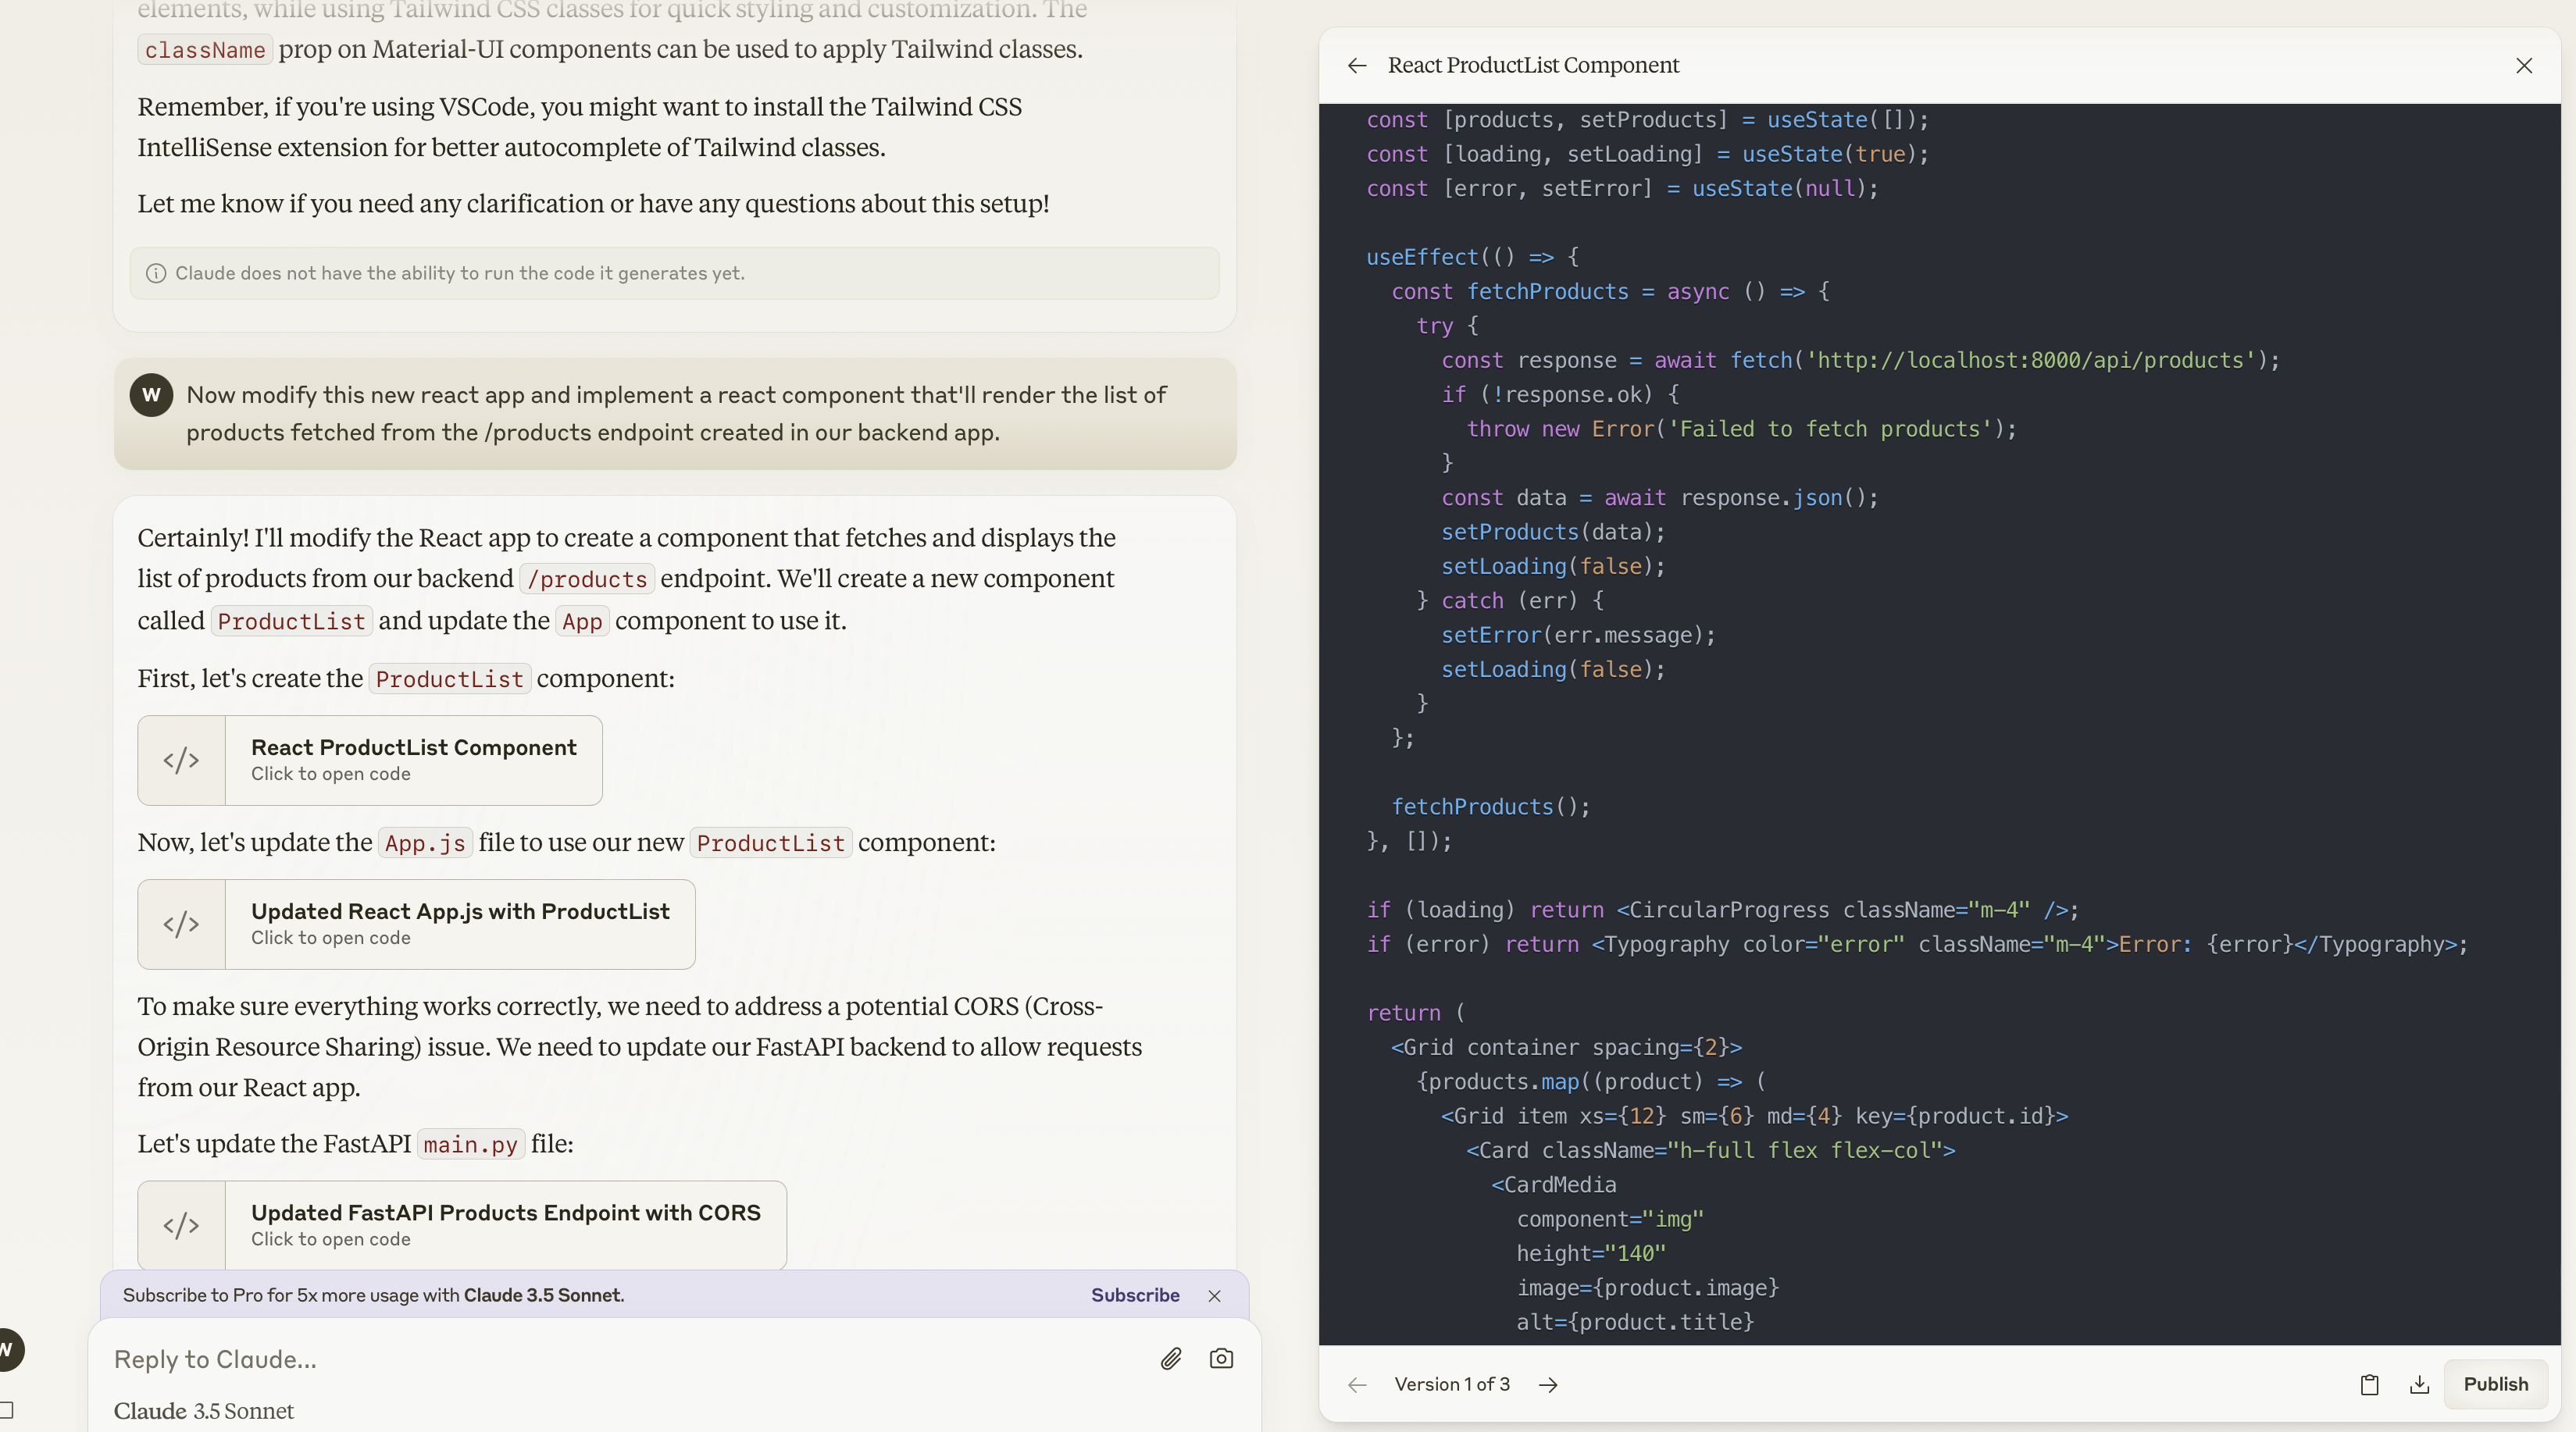 elements, while using Tailwind CSS classes for quick styling and customization. The
className prop on Material-UI components can be used to apply Tailwind classes.
Remember, if you're using VSCode, you might want to install the Tailwind CSS
IntelliSense extension for better autocomplete of Tailwind classes.
Let me know if you need any clarification or have any questions about this setup!
Claude does not have the ability to run the code it generates yet.
W
Now modify this new react app and implement a react component that'll render the list of
products fetched from the /products endpoint created in our backend app.
Certainly! I'll modify the React app to create a component that fetches and displays the
list of products from our backend /products endpoint. We'll create a new component
called ProductList and update the App component to use it.
First, let's create the ProductList component:
</>
React ProductList Component
Click to open code
Now, let's update the App.js file to use our new ProductList component:
</>
Updated React App.js with ProductList
Click to open code
To make sure everything works correctly, we need to address a potential CORS (Cross-
Origin Resource Sharing) issue. We need to update our FastAPI backend to allow requests
from our React app.
Let's update the FastAPI main.py file:
</>
Updated FastAPI Products Endpoint with CORS
Click to open code
Subscribe to Pro for 5x more usage with Claude 3.5 Sonnet.
Subscribe
W
Reply to Claude...
Claude 3.5 Sonnet
React ProductList Component
const [products, setProducts] = useState([]);
const [loading, setLoading] = useState(true);
const [error, setError] = useState(null);
useEffect(() => {
const fetchProducts = async () => {
try {
const response = await fetch('http://localhost:8000/api/products');
if (!response.ok) {
throw new Error('Failed to fetch products');
}
const data = await response.json();
setProducts(data);
setLoading(false);
} catch (err) {
setError(err.message);
setLoading(false);
}
};
fetchProducts();
}, []);
if (loading) return <CircularProgress className="m-4" />;
if (error) return <Typography color="error" className="m-4">Error: {error}</Typography>;
return (
<Grid container spacing={2}>
{products.map((product) => (
<Grid item xs={12} sm={6} md={4} key={product.id}>
<Card className="h-full flex flex-col">
<CardMedia
component="img"
height="140"
image={product.image}
alt={product.title}
Version 1 of 3
Publish